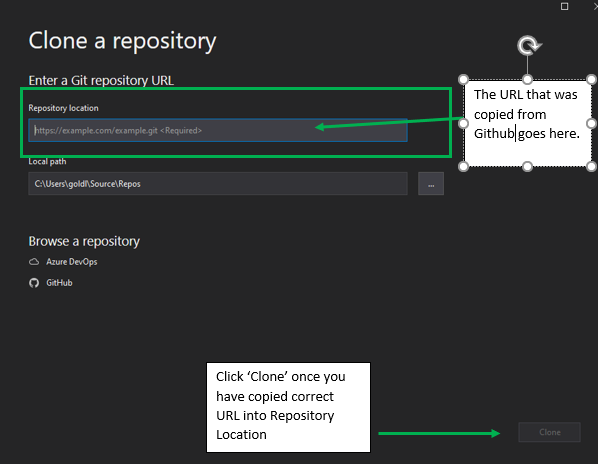 Clone a repository
Enter a Git repository URL
Repository location
https://example.com/example.git <Required>
The URL that was
copied from
Github goes here.
Local path
C:\Users\goldl\Source\Repos
...
Browse a repository
Azure DevOps
GitHub
Click ‘Clone’ once you
have copied correct
URL into Repository
Location
Clone